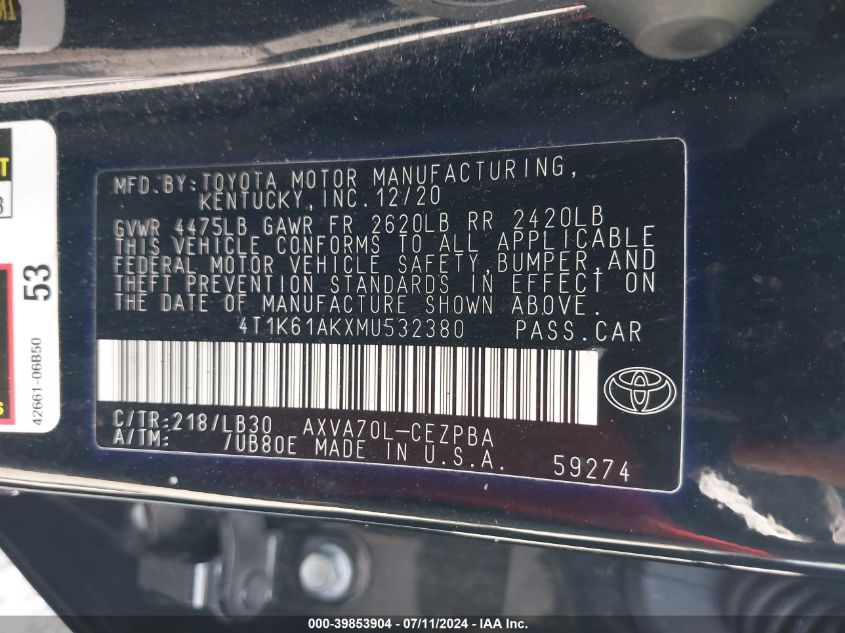 MFD.BY:TOYOTA MOTOR MANUFACTURING,
KENTUCKY,INC.12/20
GVWR 4475LB GAWR FR 2620LB RR 2420LB
THIS VEHICLE CONFORMS TO ALL APPLICABLE
FEDERAL MOTOR VEHICLE SAFETY,BUMPER,AND
THEFT PREVENTION STANDARDS IN EFFECT ON
THE DATE OF MANUFACTURE SHOWN ABOVE.
4T1K61AKXMU532380 PASS.CAR
C/TR:218/LB30 AXVA70L-CEZPBA
A/TM: /UB80E MADE IN U.S.A. 59274
53
42661-06B50
000-39853904 - 07/11/2024 - IAA, Inc.